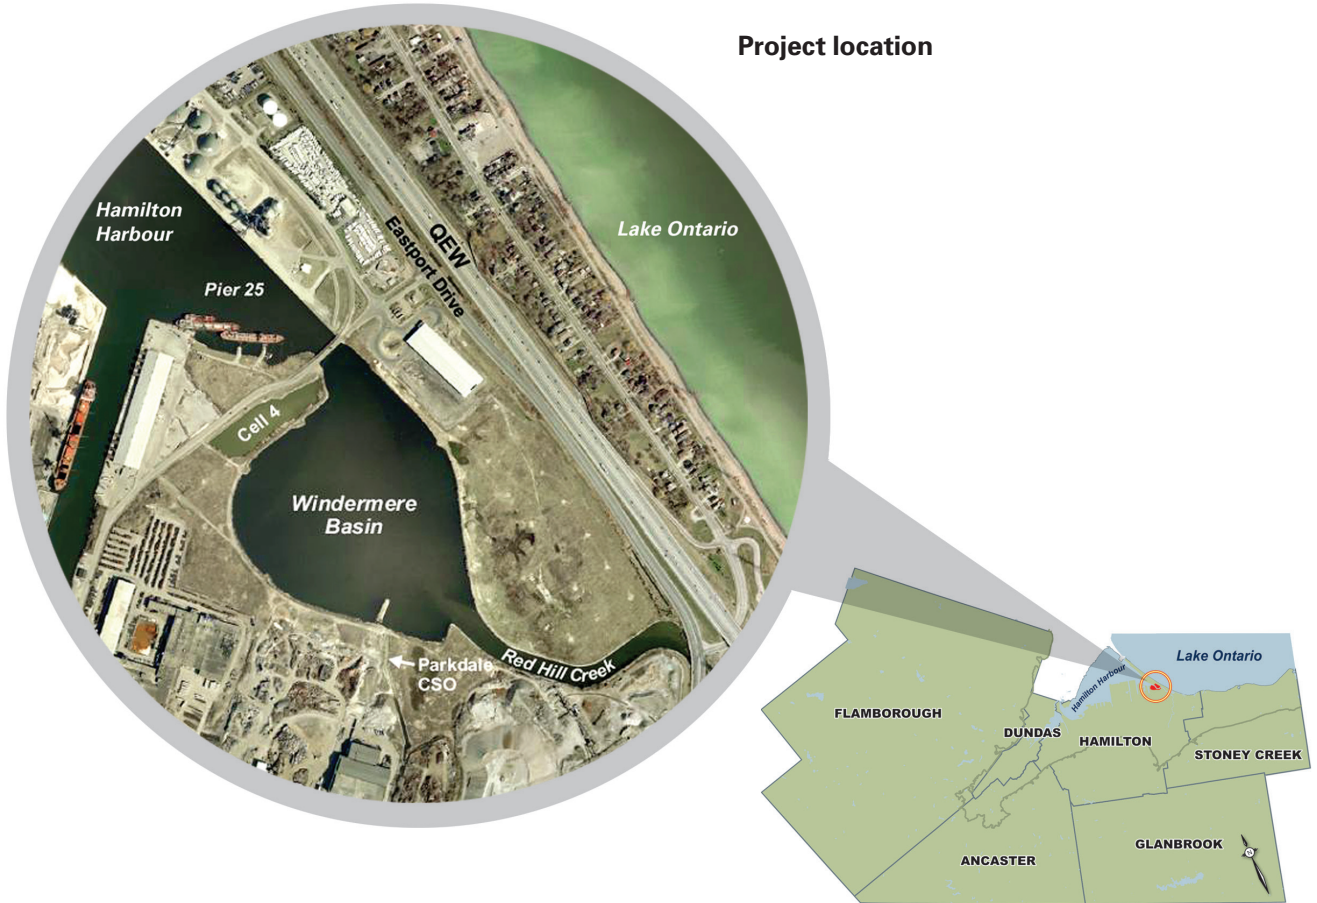 Project location
Hamilton
Harbour
Pier 25
QEW
Eastport Drive
Lake Ontario
Cell 4
Windermere
Basin
Red Hill Creek
Parkdale
CSO
Lake Ontario
Hamilton Harbour
FLAMBOROUGH
DUNDAS
HAMILTON
STONEY CREEK
ANCASTER
GLANBROOK
N